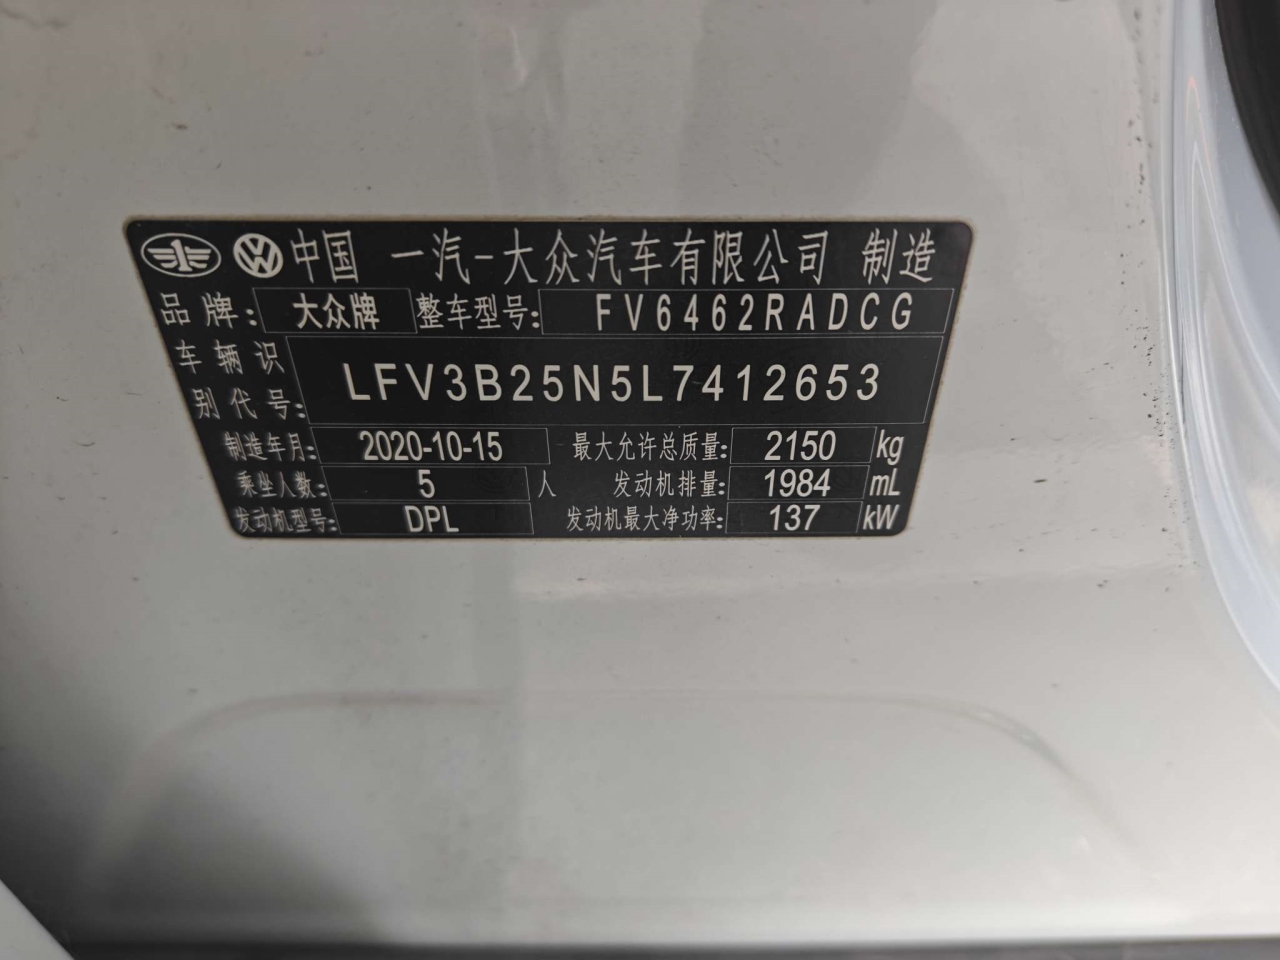 中国 一汽-大众汽车有限公司 制造
品牌: 大众牌 整车型号: FV6462RADCG
车辆识别代号: LFV3B25N5L7412653
制造年月: 2020-10-15 最大允许总质量: 2150 kg
乘坐人数: 5 人 发动机排量: 1984 mL
发动机型号: DPL 发动机最大净功率: 137 kW